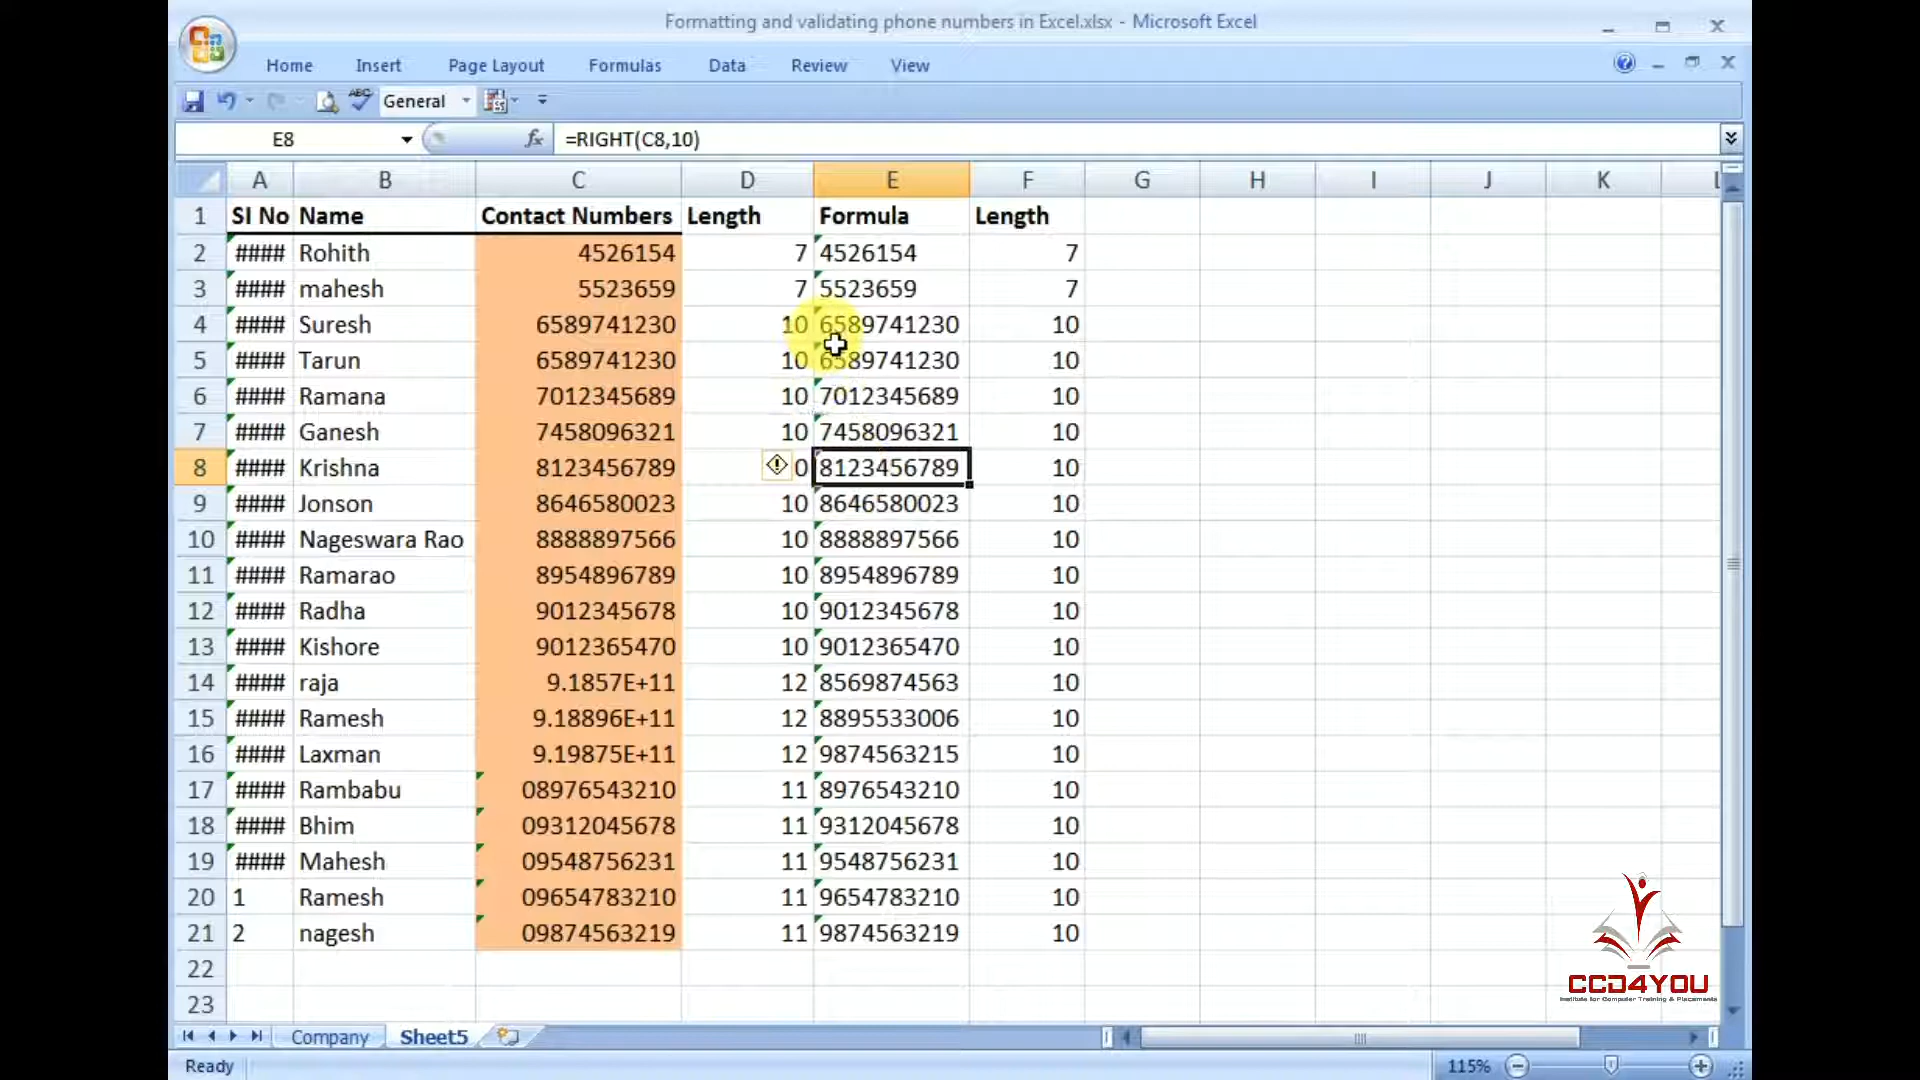 Formatting and validating phone numbers in Excel.xlsx - Microsoft Excel
Home Insert Page Layout Formulas Data Review View
ABC General
E8 fx =RIGHT(C8,10)
A B C D E F G H I J K L
1 SI No Name Contact Numbers Length Formula Length
2 #### Rohith 4526154 7 4526154 7
3 #### mahesh 5523659 7 5523659 7
4 #### Suresh 6589741230 10 6589741230 10
5 #### Tarun 6589741230 10 6589741230 10
6 #### Ramana 7012345689 10 7012345689 10
7 #### Ganesh 7458096321 10 7458096321 10
8 #### Krishna 8123456789 0 8123456789 10
9 #### Jonson 8646580023 10 8646580023 10
10 #### Nageswara Rao 8888897566 10 8888897566 10
11 #### Ramarao 8954896789 10 8954896789 10
12 #### Radha 9012345678 10 9012345678 10
13 #### Kishore 9012365470 10 9012365470 10
14 #### raja 9.1857E+11 12 8569874563 10
15 #### Ramesh 9.18896E+11 12 8895533006 10
16 #### Laxman 9.19875E+11 12 9874563215 10
17 #### Rambabu 08976543210 11 8976543210 10
18 #### Bhim 09312045678 11 9312045678 10
19 #### Mahesh 09548756231 11 9548756231 10
20 1 Ramesh 09654783210 11 9654783210 10
21 2 nagesh 09874563219 11 9874563219 10
22
23
CCD4YOU
Institute for Computer Training & Placements
Company Sheet5
Ready 115%